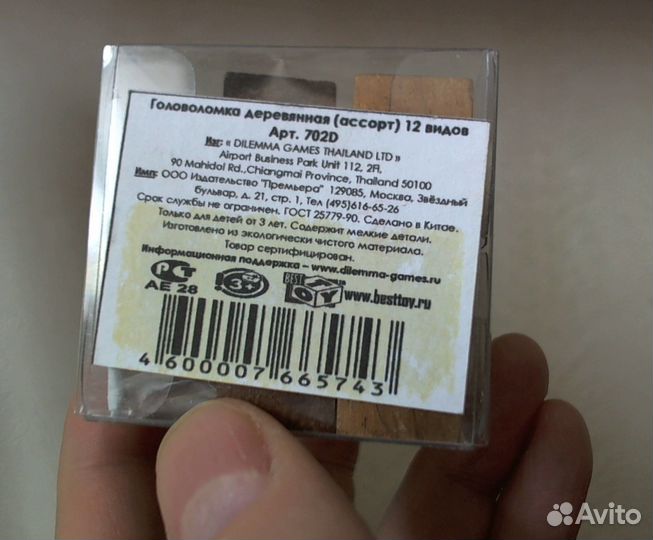 Головоломка деревянная (ассорт) 12 видов
Арт. 702D
Изг: « DILEMMA GAMES THAILAND LTD »
Airport Business Park Unit 112, 2Fl,
90 Mahidol Rd.,Chiangmai Province, Thailand 50100
Имп: ООО Издательство "Премьера" 129085, Москва, Звёздный
бульвар, д. 21, стр. 1, Тел (495)616-65-26
Срок службы не ограничен. ГОСТ 25779-90. Сделано в Китае.
Только для детей от 3 лет. Содержит мелкие детали.
Изготовлено из экологически чистого материала.
Товар сертифицирован.
Информационная поддержка – www.dilemma-games.ru
РСТ 3+ BEST TOY www.besttoy.ru
АЕ 28
4 600007 665743
Avito